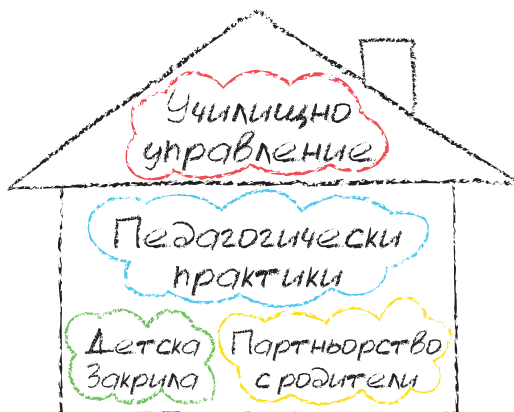 Училищно
управление
Педагогически
практики
Детска
Закрила
Партньорство
с родители